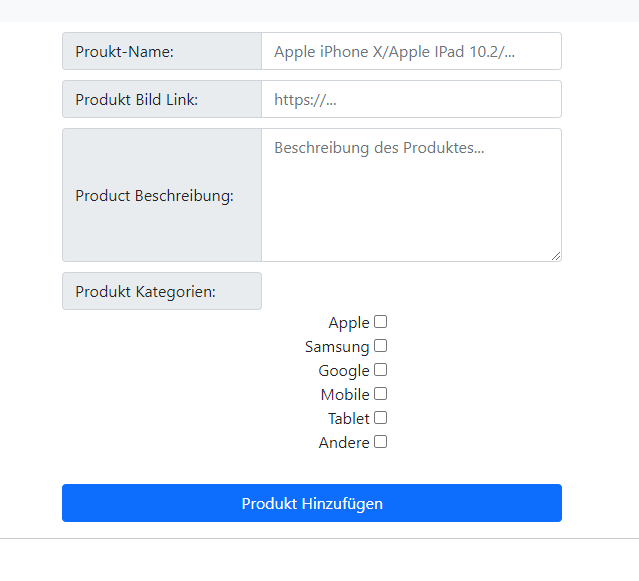 Proukt-Name: Apple iPhone X/Apple IPad 10.2/...
Produkt Bild Link: https://...
Beschreibung des Produktes...
Product Beschreibung:
Produkt Kategorien:
Apple
Samsung
Google
Mobile
Tablet
Andere
Produkt Hinzufügen